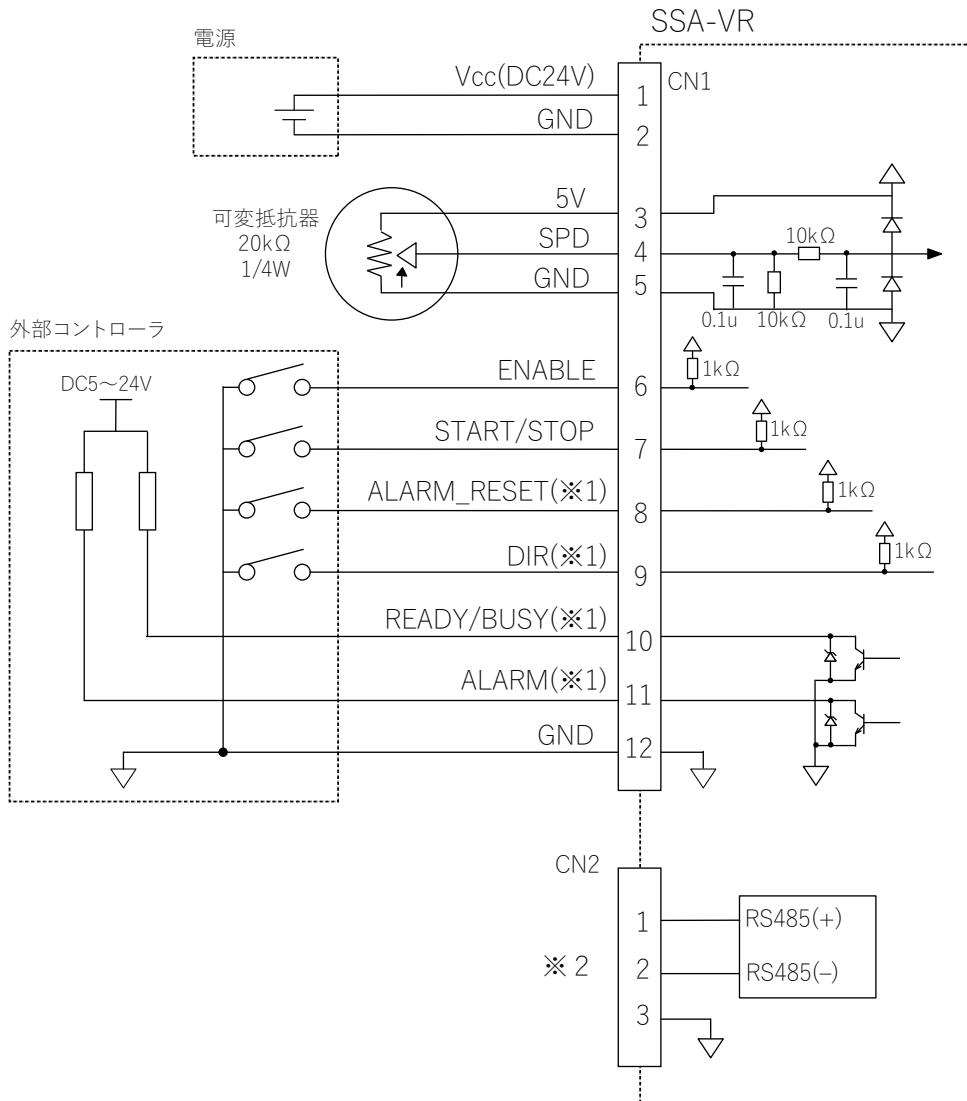 SSA-VR
電源
Vcc(DC24V)
1
CN1
GND
2
可変抵抗器
20kΩ
1/4W
5V
3
SPD
4
10kΩ
GND
5
0.1u
10kΩ
0.1u
外部コントローラ
DC5～24V
ENABLE
6
1kΩ
START/STOP
7
1kΩ
ALARM_RESET(※1)
8
1kΩ
DIR(※1)
9
1kΩ
READY/BUSY(※1)
10
ALARM(※1)
11
GND
12
CN2
※2
1
RS485(+)
2
RS485(−)
3